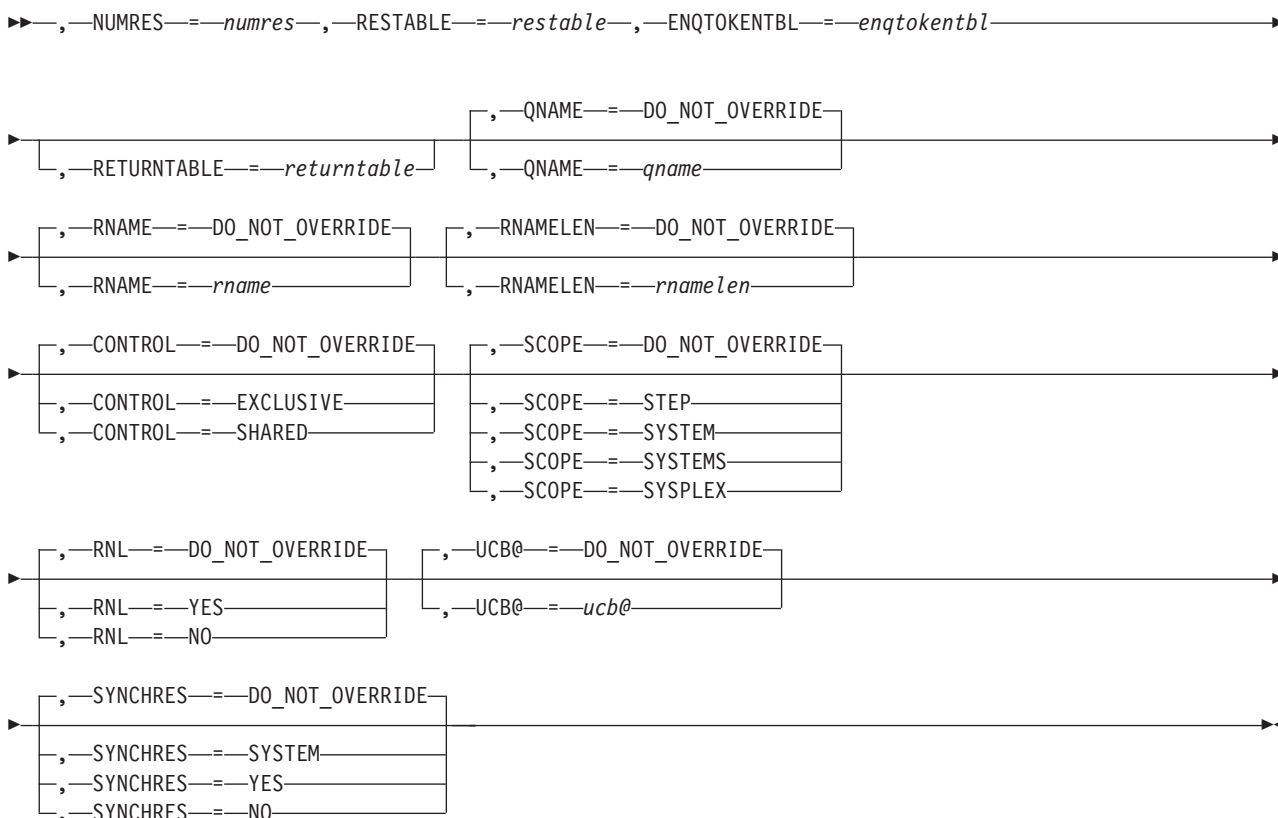 ,—NUMRES—=—numres—,—RESTABLE—=—restable—,—ENQTOKENTBL—=—enqtokentbl
,—QNAME—=—DO_NOT_OVERRIDE
,—RETURNTABLE—=—returntable ,—QNAME—=—qname
,—RNAME—=—DO_NOT_OVERRIDE ,—RNAMELEN—=—DO_NOT_OVERRIDE
,—RNAME—=—rname ,—RNAMELEN—=—rnamelen
,—CONTROL—=—DO_NOT_OVERRIDE ,—SCOPE—=—DO_NOT_OVERRIDE
,—CONTROL—=—EXCLUSIVE ,—SCOPE—=—STEP
,—CONTROL—=—SHARED ,—SCOPE—=—SYSTEM
,—SCOPE—=—SYSTEMS
,—SCOPE—=—SYSPLEX
,—RNL—=—DO_NOT_OVERRIDE ,—UCB@—=—DO_NOT_OVERRIDE
,—RNL—=—YES ,—UCB@—=—ucb@
,—RNL—=—NO
,—SYNCHRES—=—DO_NOT_OVERRIDE
,—SYNCHRES—=—SYSTEM
,—SYNCHRES—=—YES
,—SYNCHRES—=—NO